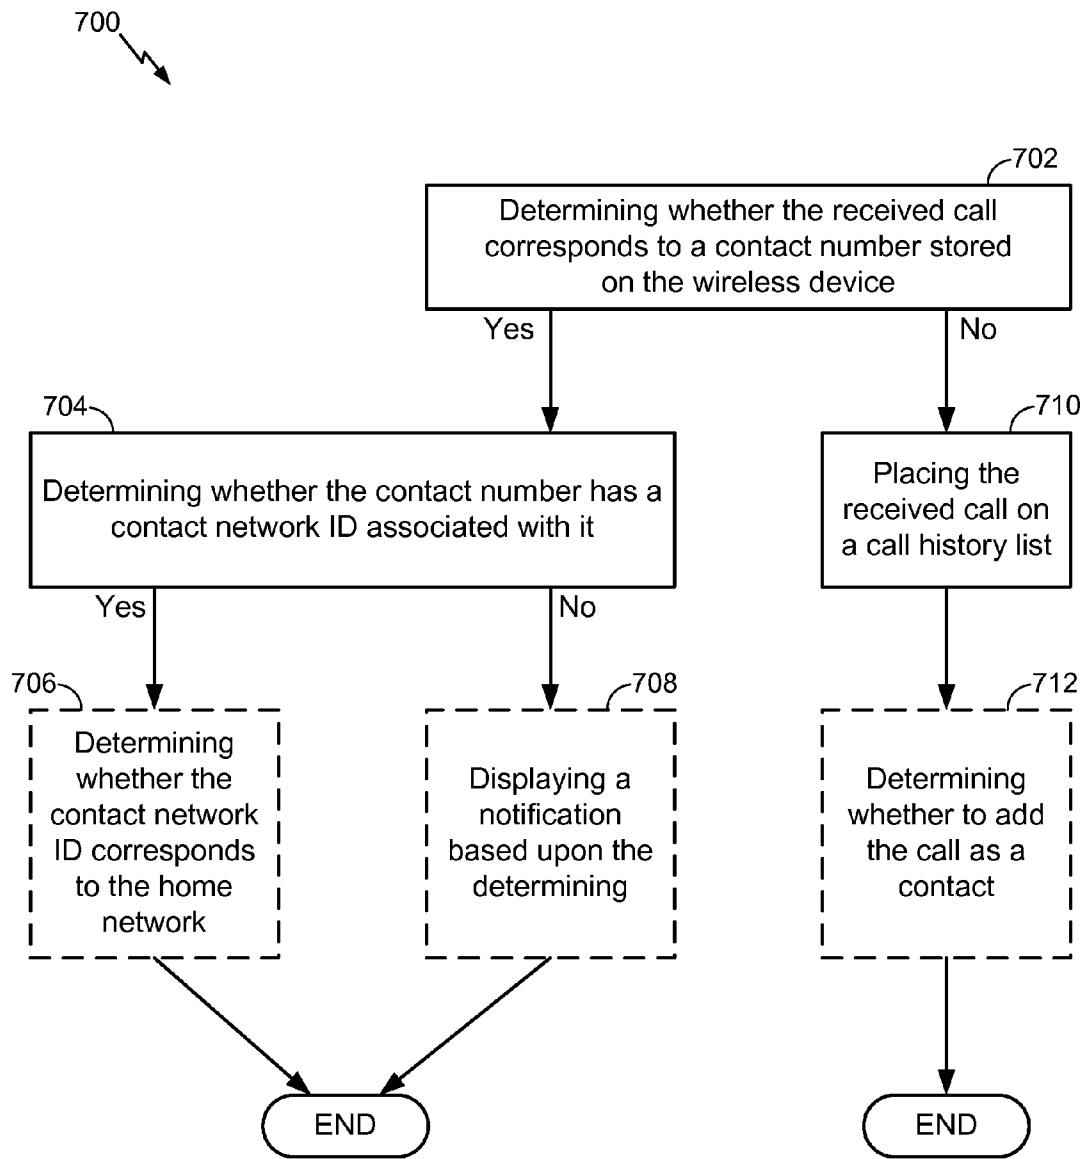 700
702
Determining whether the received call
corresponds to a contact number stored
on the wireless device
Yes
No
704
Determining whether the contact number has a
contact network ID associated with it
710
Placing the
received call on
a call history list
Yes
No
706
Determining
whether the
contact network
ID corresponds
to the home
network
708
Displaying a
notification
based upon the
determining
712
Determining
whether to add
the call as a
contact
END
END